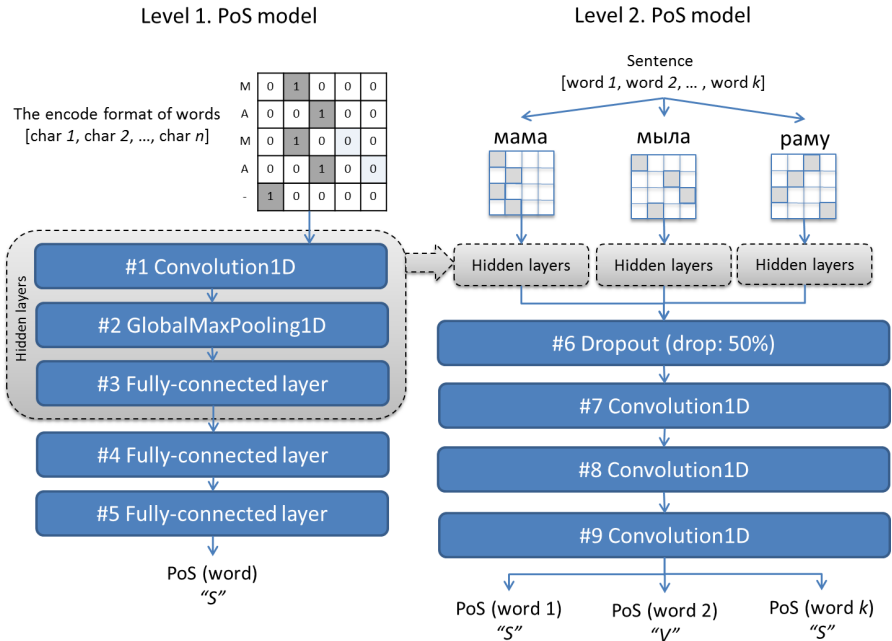 Level 1. PoS model
The encode format of words
[char 1, char 2, ..., char n]
М 0 1 0 0 0
А 0 0 1 0 0
М 0 1 0 0 0
А 0 0 1 0 0
- 1 0 0 0 0
Hidden layers
#1 Convolution1D
#2 GlobalMaxPooling1D
#3 Fully-connected layer
#4 Fully-connected layer
#5 Fully-connected layer
PoS (word)
“S”
Level 2. PoS model
Sentence
[word 1, word 2, ... , word k]
мама мыла раму
Hidden layers Hidden layers Hidden layers
#6 Dropout (drop: 50%)
#7 Convolution1D
#8 Convolution1D
#9 Convolution1D
PoS (word 1) PoS (word 2) PoS (word k)
“S” “V” “S”